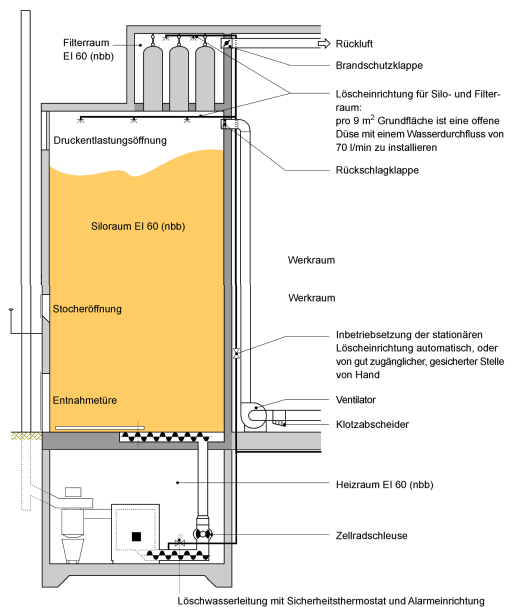 Filterraum
EI 60 (nbb)
Rückluft
Brandschutzklappe
Löscheinrichtung für Silo- und Filter-
raum:
pro 9 m² Grundfläche ist eine offene
Düse mit einem Wasserdurchfluss von
70 l/min zu installieren
Druckentlastungsöffnung
Rückschlagklappe
Siloraum EI 60 (nbb)
Werkraum
Werkraum
Stocheröffnung
Inbetriebsetzung der stationären
Löscheinrichtung automatisch, oder
von gut zugänglicher, gesicherter Stelle
von Hand
Entnahmetüre
Ventilator
Klotzabscheider
Heizraum EI 60 (nbb)
Zellradschleuse
Löschwasserleitung mit Sicherheitsthermostat und Alarmeinrichtung